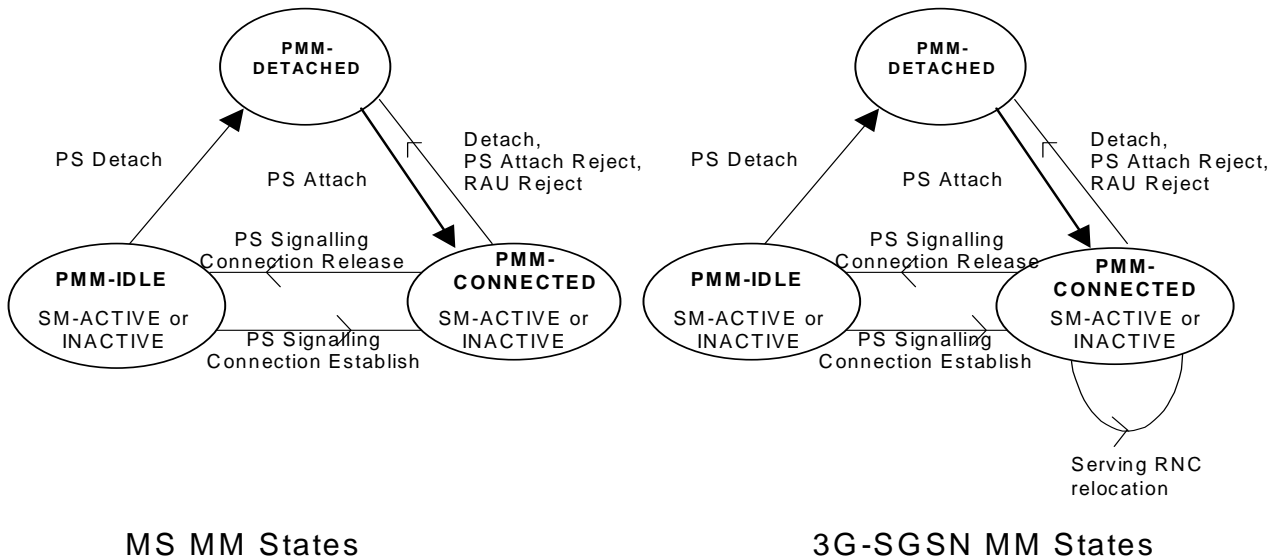 PMM-
DETACHED
PS Detach
PS Attach
Detach,
PS Attach Reject,
RAU Reject
PS Signalling
Connection Release
PMM-IDLE
SM-ACTIVE or
INACTIVE
PMM-
CONNECTED
SM-ACTIVE or
INACTIVE
PS Signalling
Connection Establish
MS MM States
PMM-
DETACHED
PS Detach
PS Attach
Detach,
PS Attach Reject,
RAU Reject
PS Signalling
Connection Release
PMM-IDLE
SM-ACTIVE or
INACTIVE
PMM-
CONNECTED
SM-ACTIVE or
INACTIVE
PS Signalling
Connection Establish
Serving RNC
relocation
3G-SGSN MM States